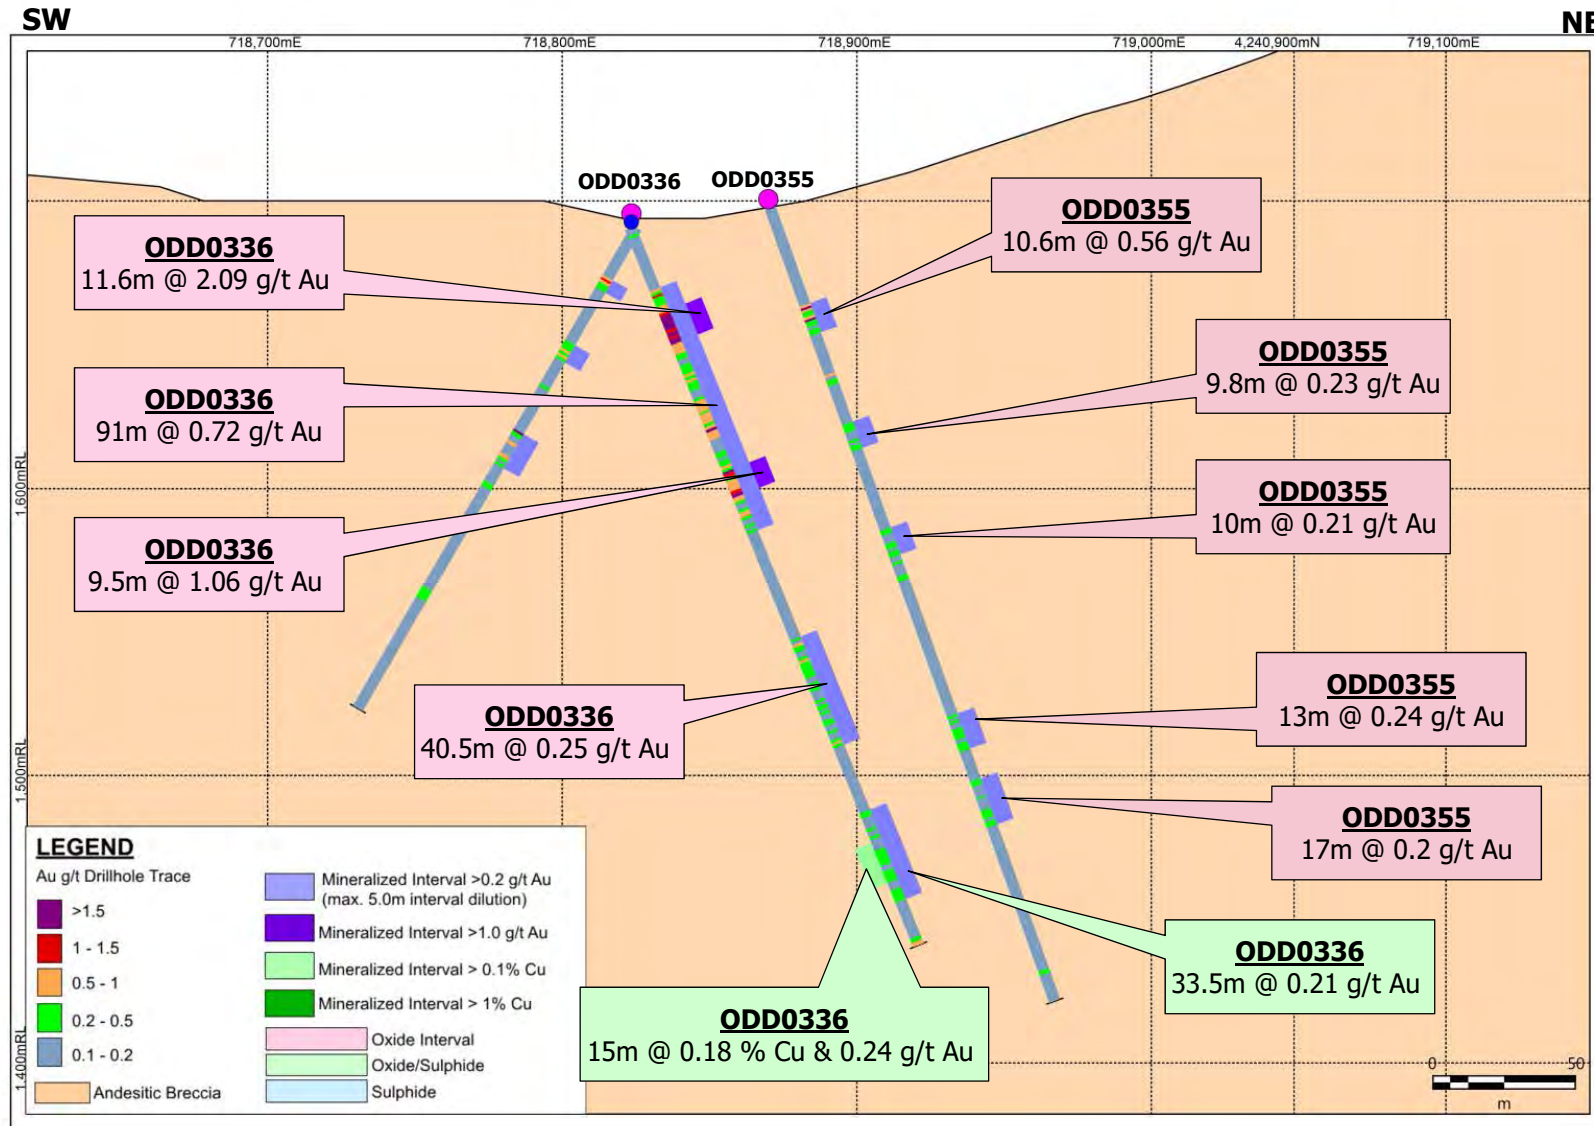 SW
NE
718,700mE
718,800mE
718,900mE
719,000mE
4,240,900mN
719,100mE
ODD0336
ODD0355
ODD0336
11.6m @ 2.09 g/t Au
ODD0355
10.6m @ 0.56 g/t Au
ODD0336
91m @ 0.72 g/t Au
ODD0355
9.8m @ 0.23 g/t Au
1,600mRL
ODD0355
10m @ 0.21 g/t Au
ODD0336
9.5m @ 1.06 g/t Au
ODD0336
40.5m @ 0.25 g/t Au
ODD0355
13m @ 0.24 g/t Au
1,500mRL
ODD0355
17m @ 0.2 g/t Au
ODD0336
33.5m @ 0.21 g/t Au
ODD0336
15m @ 0.18 % Cu & 0.24 g/t Au
1,400mRL
LEGEND
Au g/t Drillhole Trace
>1.5
1 - 1.5
0.5 - 1
0.2 - 0.5
0.1 - 0.2
Andesitic Breccia
Mineralized Interval >0.2 g/t Au
(max. 5.0m interval dilution)
Mineralized Interval >1.0 g/t Au
Mineralized Interval > 0.1% Cu
Mineralized Interval > 1% Cu
Oxide Interval
Oxide/Sulphide
Sulphide
0
50
m